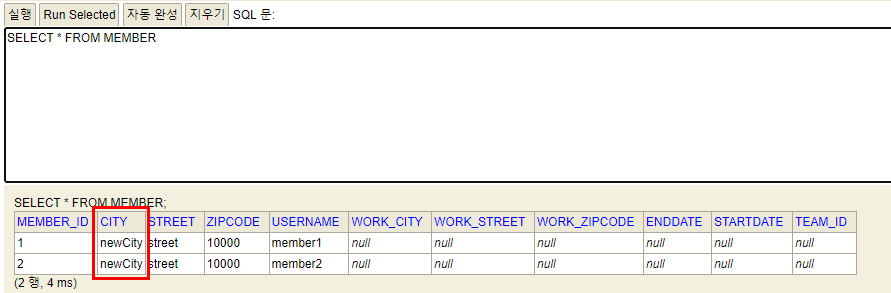 실행 Run Selected 자동 완성 지우기 SQL 문:
SELECT * FROM MEMBER
SELECT * FROM MEMBER;
MEMBER_ID CITY STREET ZIPCODE USERNAME WORK_CITY WORK_STREET WORK_ZIPCODE ENDDATE STARTDATE TEAM_ID
1 newCity street 10000 member1 null null null null null null
2 newCity street 10000 member2 null null null null null null
(2 행, 4 ms)